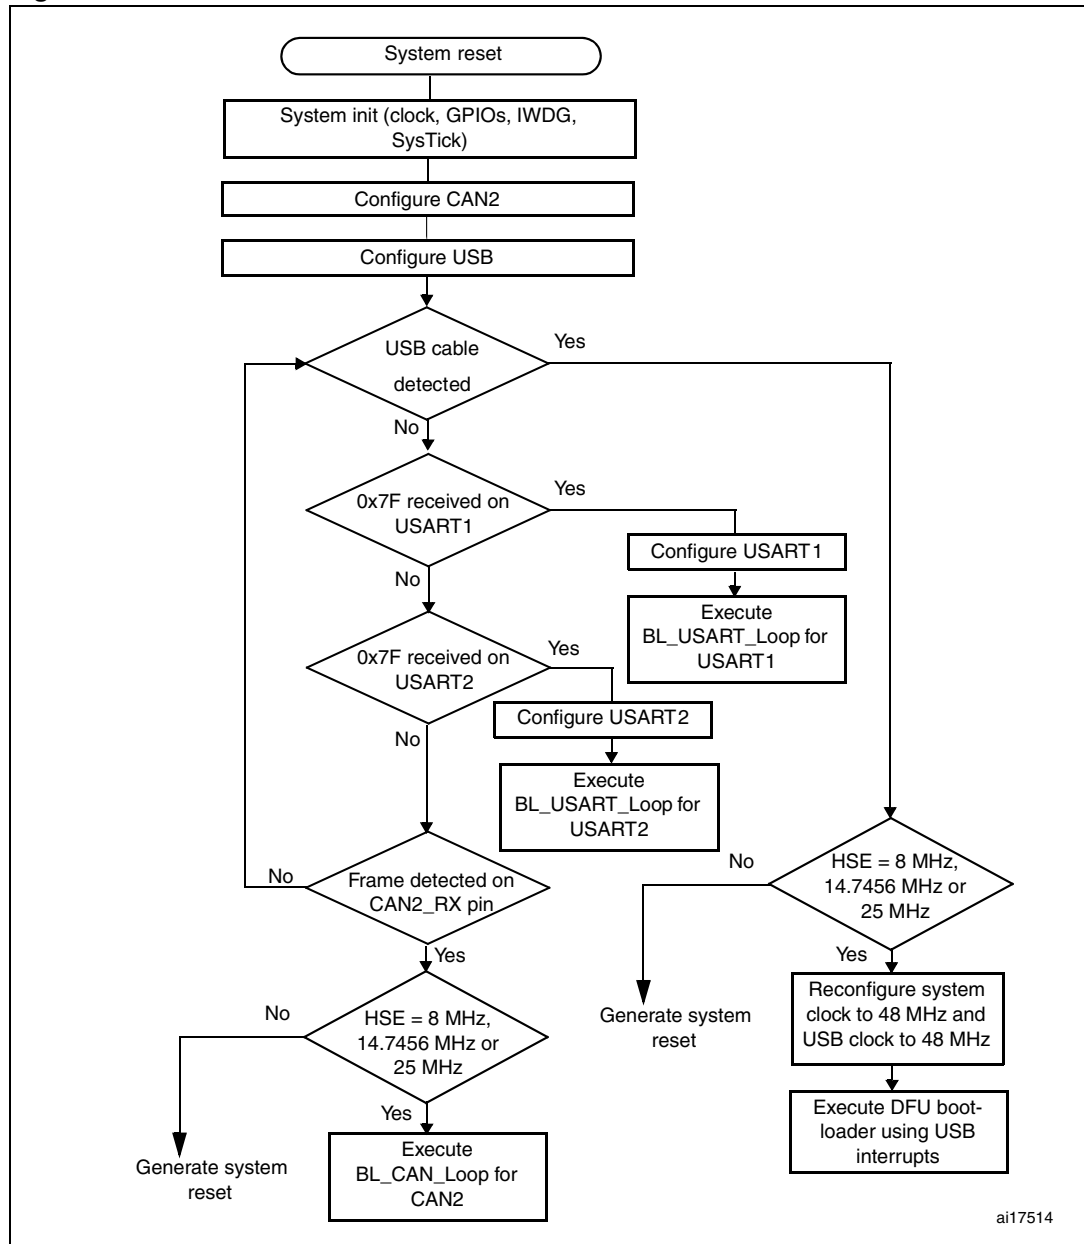 System reset
System init (clock, GPIOs, IWDG,
SysTick)
Configure CAN2
Configure USB
USB cable
detected
Yes
No
0x7F received on
USART1
Yes
Configure USART1
No
Execute
BL_USART_Loop for
USART1
0x7F received on
USART2
Yes
Configure USART2
No
Execute
BL_USART_Loop for
USART2
Frame detected on
CAN2_RX pin
No
Yes
HSE = 8 MHz,
14.7456 MHz or
25 MHz
No
Yes
Generate system
reset
Reconfigure system
clock to 48 MHz and
USB clock to 48 MHz
Execute DFU boot-
loader using USB
interrupts
HSE = 8 MHz,
14.7456 MHz or
25 MHz
No
Yes
Generate system
reset
Execute
BL_CAN_Loop for
CAN2
ai17514